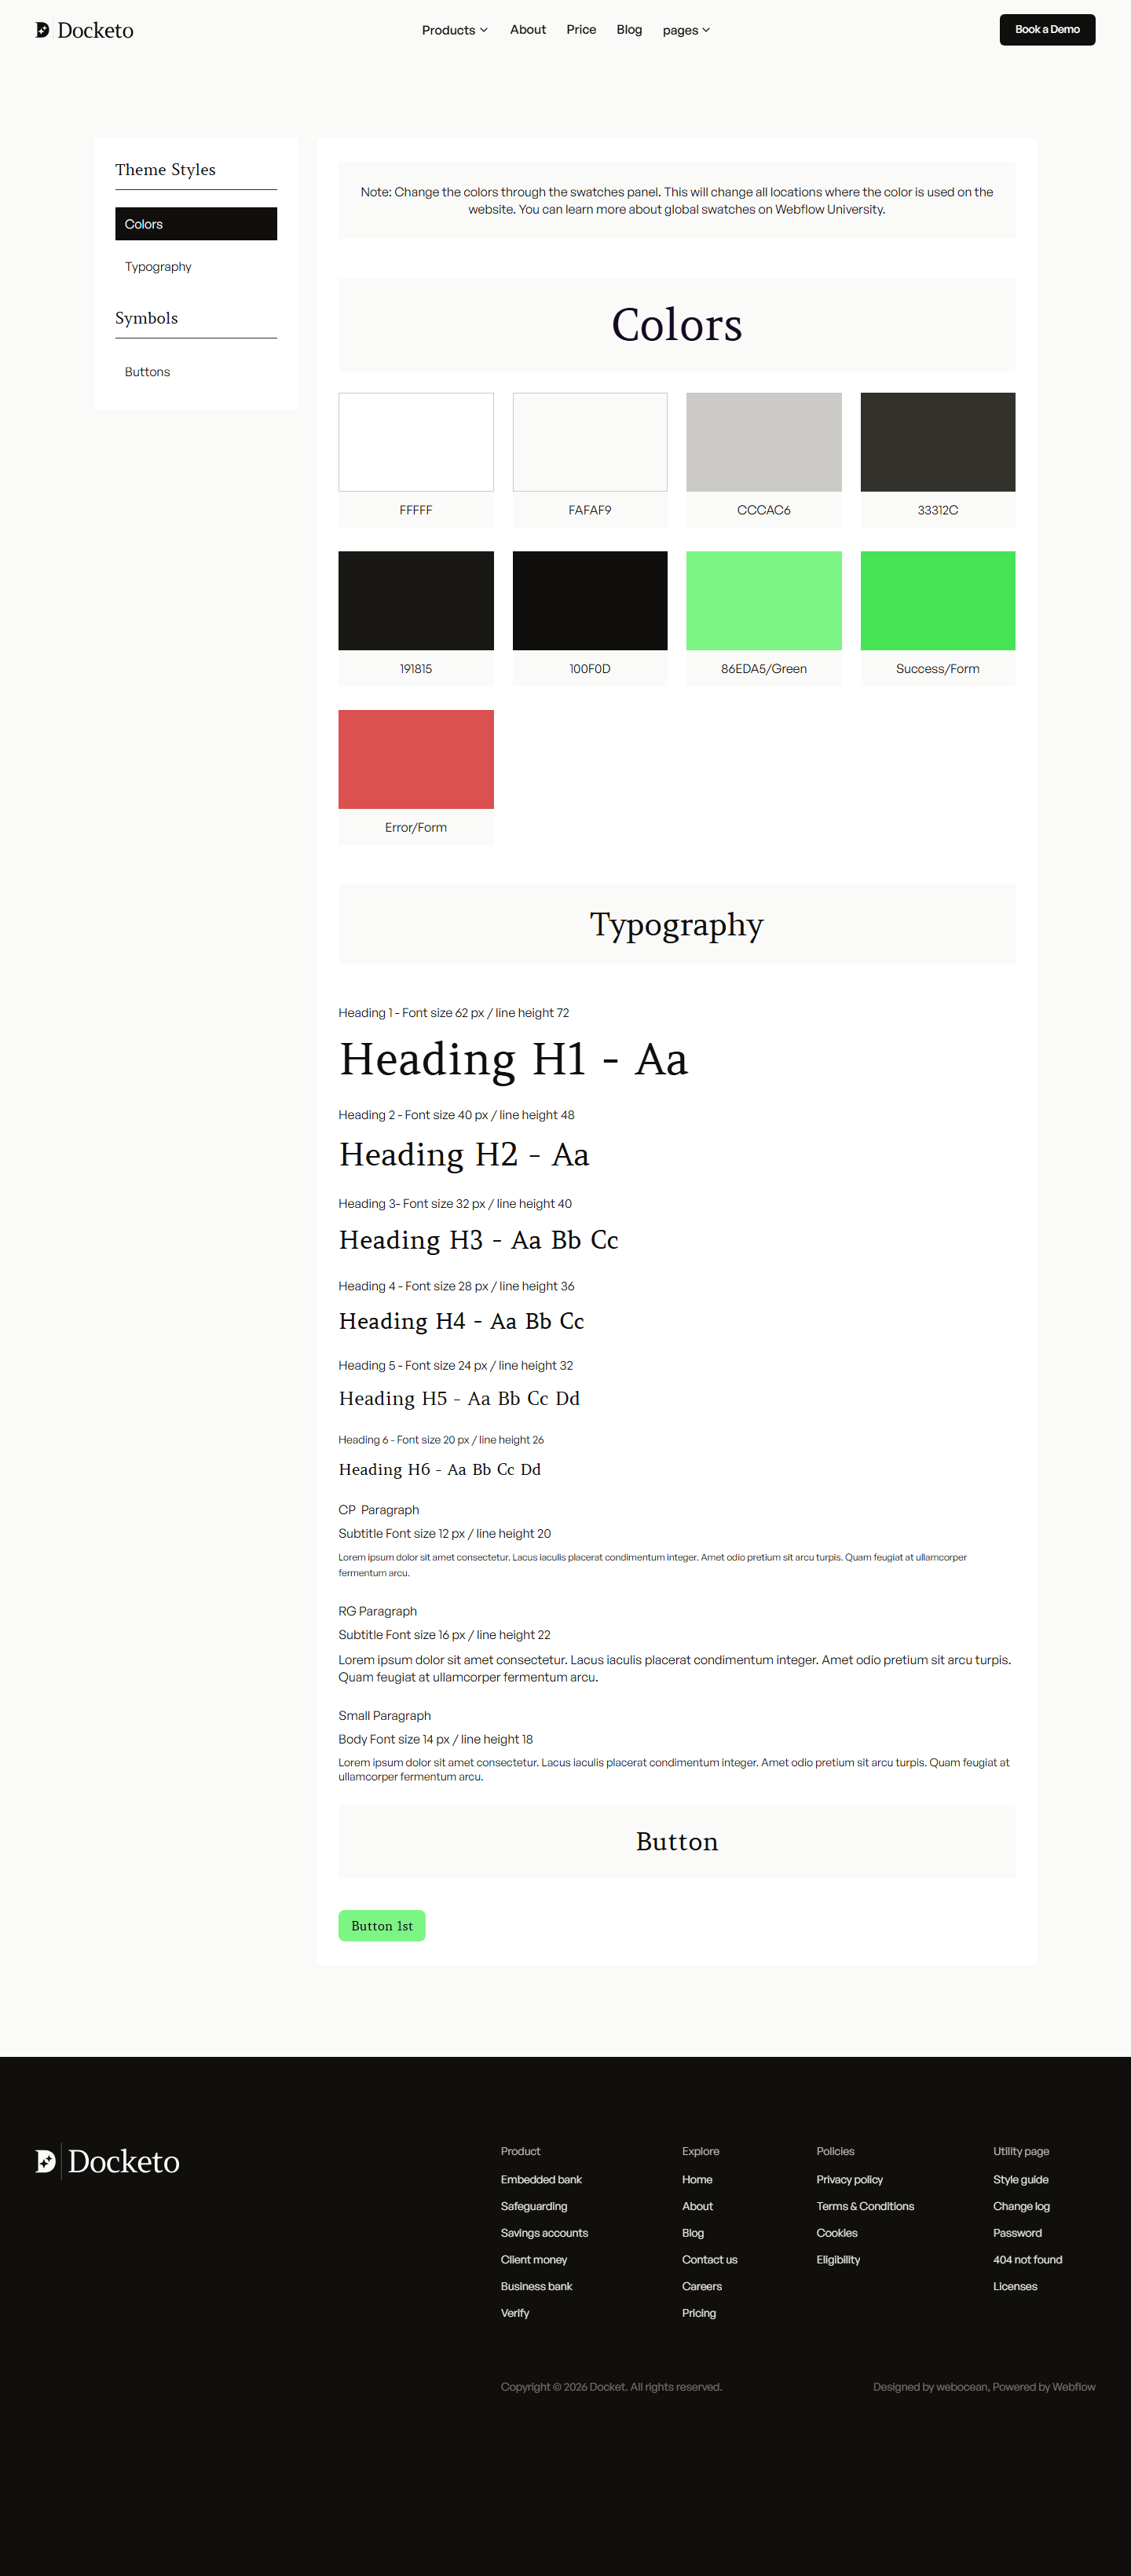 Docketo
Products
About
Price
Blog
pages
Book a Demo
Theme Styles
Colors
Typography
Symbols
Buttons
Note: Change the colors through the swatches panel. This will change all locations where the color is used on the
website. You can learn more about global swatches on Webflow University.
Colors
FFFFF
FAFAF9
CCCAC6
33312C
191815
100F0D
86EDA5/Green
Success/Form
Error/Form
Typography
Heading 1 - Font size 62 px / line height 72
Heading H1 - Aa
Heading 2 - Font size 40 px / line height 48
Heading H2 - Aa
Heading 3- Font size 32 px / line height 40
Heading H3 - Aa Bb Cc
Heading 4 - Font size 28 px / line height 36
Heading H4 - Aa Bb Cc
Heading 5 - Font size 24 px / line height 32
Heading H5 - Aa Bb Cc Dd
Heading 6 - Font size 20 px / line height 26
Heading H6 - Aa Bb Cc Dd
CP  Paragraph
Subtitle Font size 12 px / line height 20
Lorem ipsum dolor sit amet consectetur. Lacus iaculis placerat condimentum integer. Amet odio pretium sit arcu turpis. Quam feugiat at ullamcorper
fermentum arcu.
RG Paragraph
Subtitle Font size 16 px / line height 22
Lorem ipsum dolor sit amet consectetur. Lacus iaculis placerat condimentum integer. Amet odio pretium sit arcu turpis.
Quam feugiat at ullamcorper fermentum arcu.
Small Paragraph
Body Font size 14 px / line height 18
Lorem ipsum dolor sit amet consectetur. Lacus iaculis placerat condimentum integer. Amet odio pretium sit arcu turpis. Quam feugiat at
ullamcorper fermentum arcu.
Button
Button 1st
Docketo
Product
Embedded bank
Safeguarding
Savings accounts
Client money
Business bank
Verify
Explore
Home
About
Blog
Contact us
Careers
Pricing
Policies
Privacy policy
Terms & Conditions
Cookies
Eligibility
Utility page
Style guide
Change log
Password
404 not found
Licenses
Copyright © 2026 Docket. All rights reserved.
Designed by webocean, Powered by Webflow